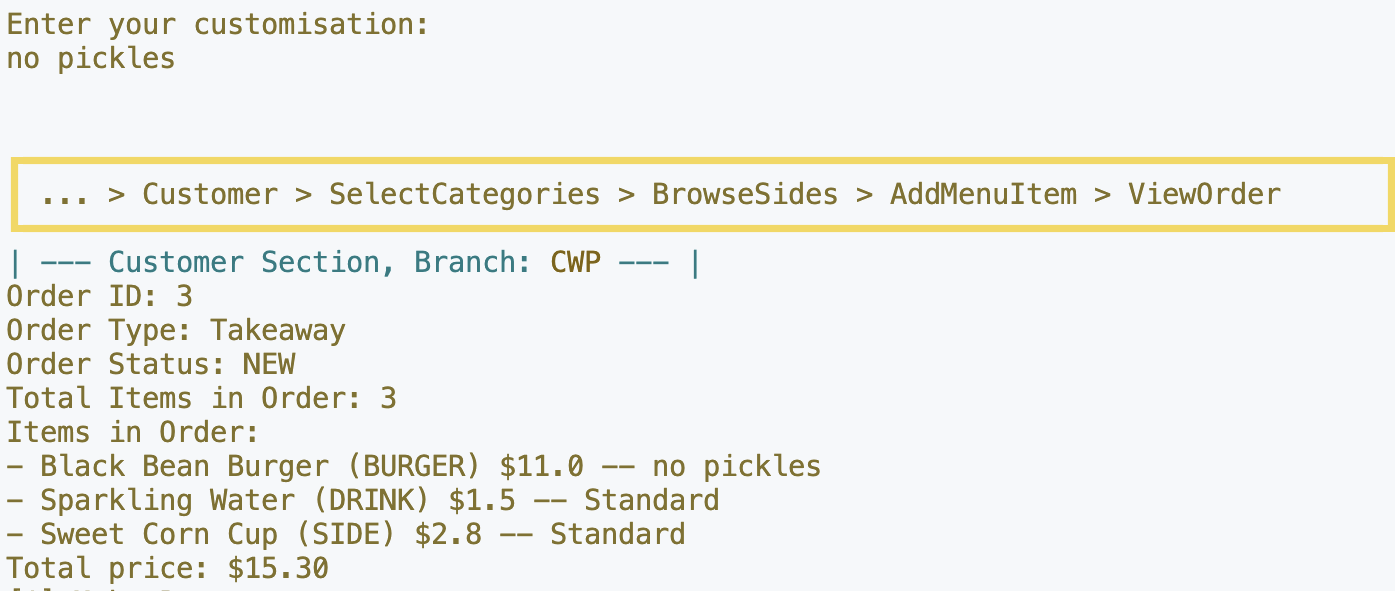 Enter your customisation:
no pickles
... > Customer > SelectCategories > BrowseSides > AddMenuItem > ViewOrder
| --- Customer Section, Branch: CWP --- |
Order ID: 3
Order Type: Takeaway
Order Status: NEW
Total Items in Order: 3
Items in Order:
- Black Bean Burger (BURGER) $11.0 -- no pickles
- Sparkling Water (DRINK) $1.5 -- Standard
- Sweet Corn Cup (SIDE) $2.8 -- Standard
Total price: $15.30